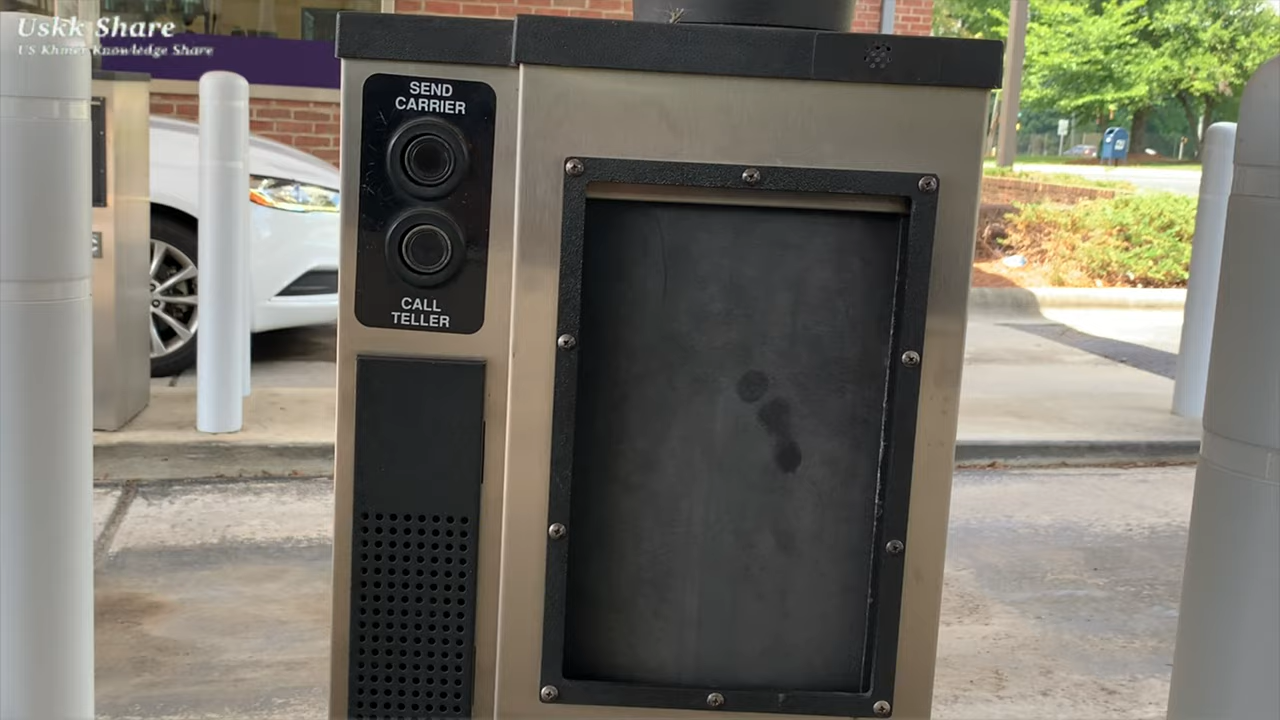 Uskk Share
US Khmer Knowledge Share
SEND
CARRIER
CALL
TELLER